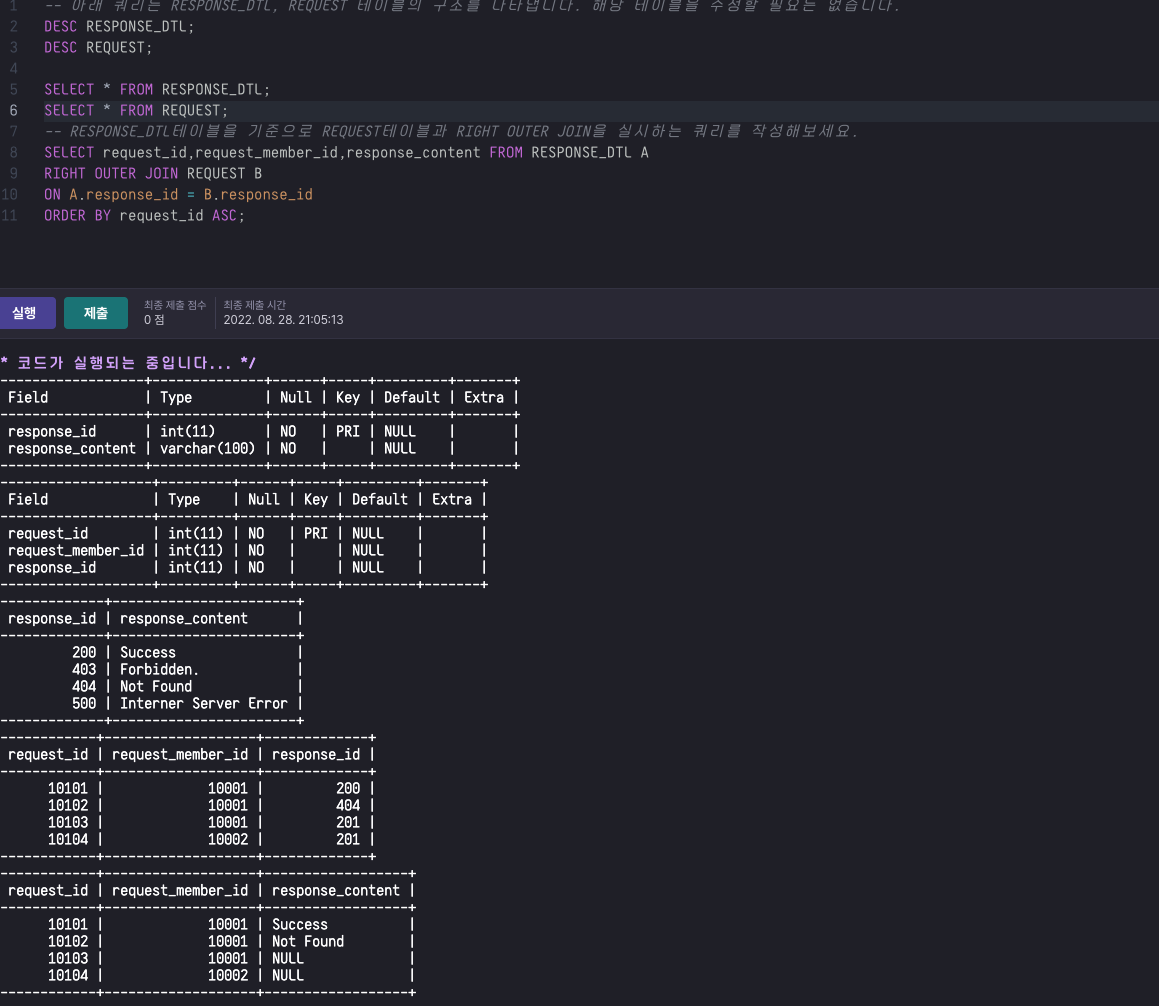 1 -- 아래 쿼리는 RESPONSE_DTL, REQUEST 테이블의 구조를 나타냅니다. 해당 테이블을 수정할 필요는 없습니다.
2 DESC RESPONSE_DTL;
3 DESC REQUEST;
4
5 SELECT * FROM RESPONSE_DTL;
6 SELECT * FROM REQUEST;
7 -- RESPONSE_DTL테이블을 기준으로 REQUEST테이블과 RIGHT OUTER JOIN을 실시하는 쿼리를 작성해보세요.
8 SELECT request_id,request_member_id,response_content FROM RESPONSE_DTL A
9 RIGHT OUTER JOIN REQUEST B
10 ON A.response_id = B.response_id
11 ORDER BY request_id ASC;
실행 제출 최종 제출 점수 최종 제출 시간
0 점 2022. 08. 28. 21:05:13
* 코드가 실행되는 중입니다... */
------------------+--------------+------+-----+---------+-------+
Field | Type | Null | Key | Default | Extra |
------------------+--------------+------+-----+---------+-------+
response_id | int(11) | NO | PRI | NULL | |
response_content | varchar(100) | NO | | NULL | |
------------------+--------------+------+-----+---------+-------+
-------------------+---------+------+-----+---------+-------+
Field | Type | Null | Key | Default | Extra |
-------------------+---------+------+-----+---------+-------+
request_id | int(11) | NO | PRI | NULL | |
request_member_id | int(11) | NO | | NULL | |
response_id | int(11) | NO | | NULL | |
-------------------+---------+------+-----+---------+-------+
-------------+-----------------------+
response_id | response_content |
-------------+-----------------------+
200 | Success |
403 | Forbidden. |
404 | Not Found |
500 | Interner Server Error |
-------------+-----------------------+
------------+-------------------+-------------+
request_id | request_member_id | response_id |
------------+-------------------+-------------+
10101 | 10001 | 200 |
10102 | 10001 | 404 |
10103 | 10001 | 201 |
10104 | 10002 | 201 |
------------+-------------------+-------------+
------------+-------------------+------------------+
request_id | request_member_id | response_content |
------------+-------------------+------------------+
10101 | 10001 | Success |
10102 | 10001 | Not Found |
10103 | 10001 | NULL |
10104 | 10002 | NULL |
------------+-------------------+------------------+